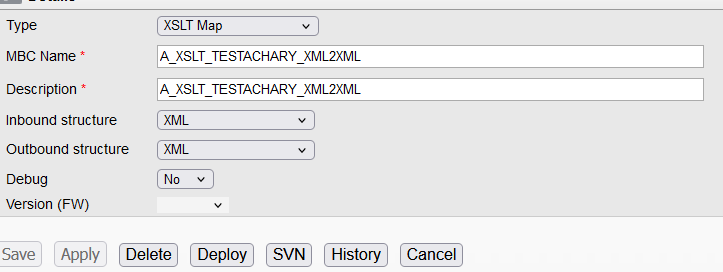 Type XSLT Map
MBC Name * A_XSLT_TESTACHARY_XML2XML
Description * A_XSLT_TESTACHARY_XML2XML
Inbound structure XML
Outbound structure XML
Debug No
Version (FW)
Save Apply Delete Deploy SVN History Cancel